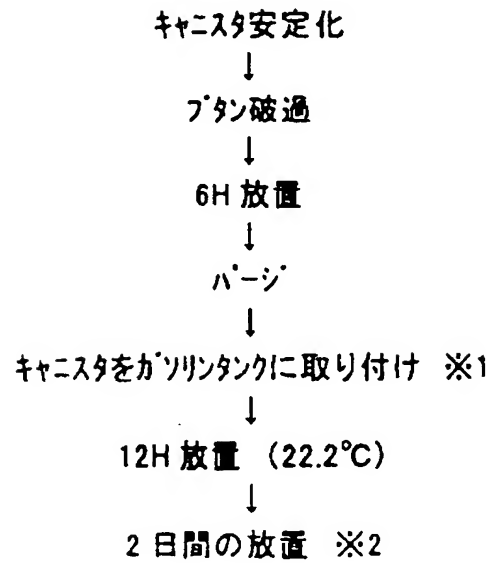 キャニスタ安定化
↓
ブタン破過
↓
6H 放置
↓
パージ
↓
キャニスタをガソリンタンクに取り付け ※1
↓
12H 放置 (22.2°C)
↓
2 日間の放置 ※2